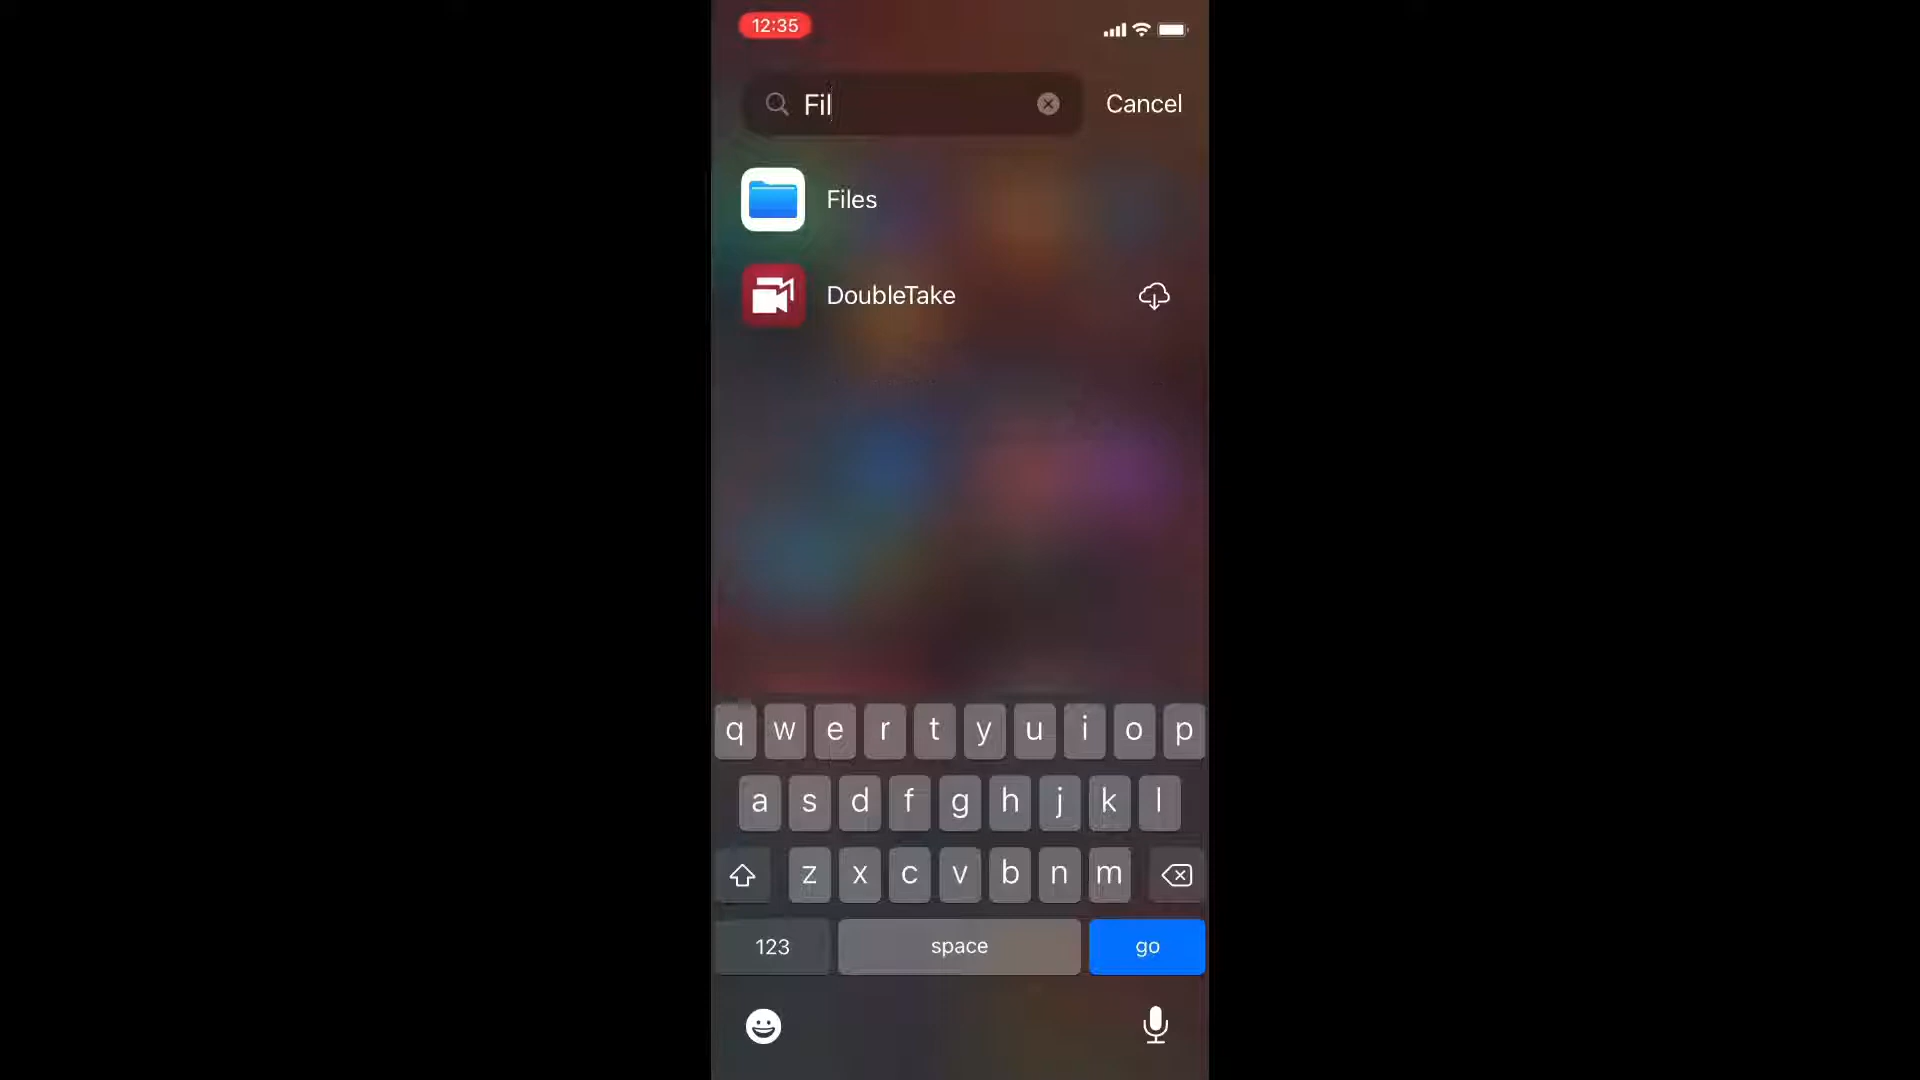 12:35
Fil
Cancel
Files
DoubleTake
q w e r t y u i o p
a s d f g h j k l
z x c v b n m
123 space go